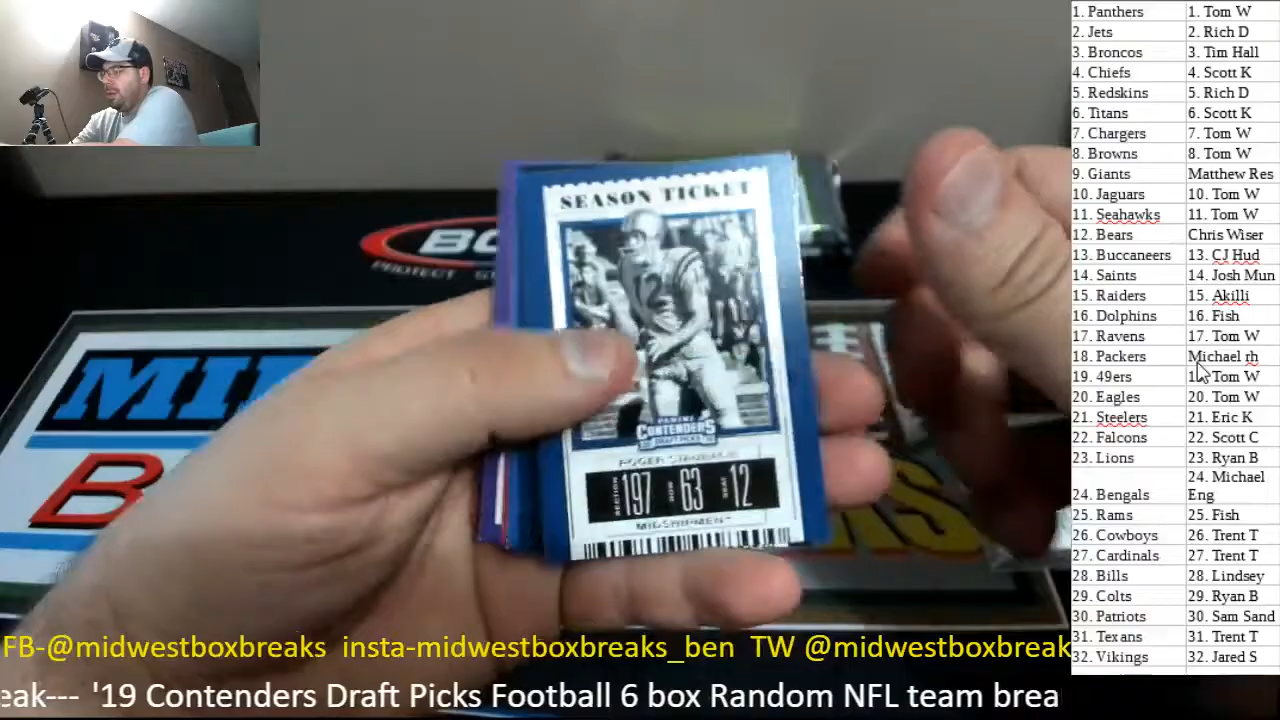 1. Panthers 1. Tom W
2. Jets 2. Rich D
3. Broncos 3. Tim Hall
4. Chiefs 4. Scott K
5. Redskins 5. Rich D
6. Titans 6. Scott K
7. Chargers 7. Tom W
8. Browns 8. Tom W
9. Giants Matthew Res
10. Jaguars 10. Tom W
11. Seahawks 11. Tom W
12. Bears Chris Wiser
13. Buccaneers 13. CJ Hud
14. Saints 14. Josh Mun
15. Raiders 15. Akilli
16. Dolphins 16. Fish
17. Ravens 17. Tom W
18. Packers Michael rh
19. 49ers Tom W
20. Eagles 20. Tom W
21. Steelers 21. Eric K
22. Falcons 22. Scott C
23. Lions 23. Ryan B
24. Bengals 24. Michael
Eng
25. Rams 25. Fish
26. Cowboys 26. Trent T
27. Cardinals 27. Trent T
28. Bills 28. Lindsey
29. Colts 29. Ryan B
30. Patriots 30. Sam Sand
31. Texans 31. Trent T
32. Vikings 32. Jared S
SEASON TICKET
PANINI
CONTENDERS
DRAFT PICKS
SECTION 197 ROW 63 SEAT 12
MIDSHIPMEN
FB-@midwestboxbreaks insta-midwestboxbreaks_ben TW @midwestboxbreak
eak--- '19 Contenders Draft Picks Football 6 box Random NFL team brea